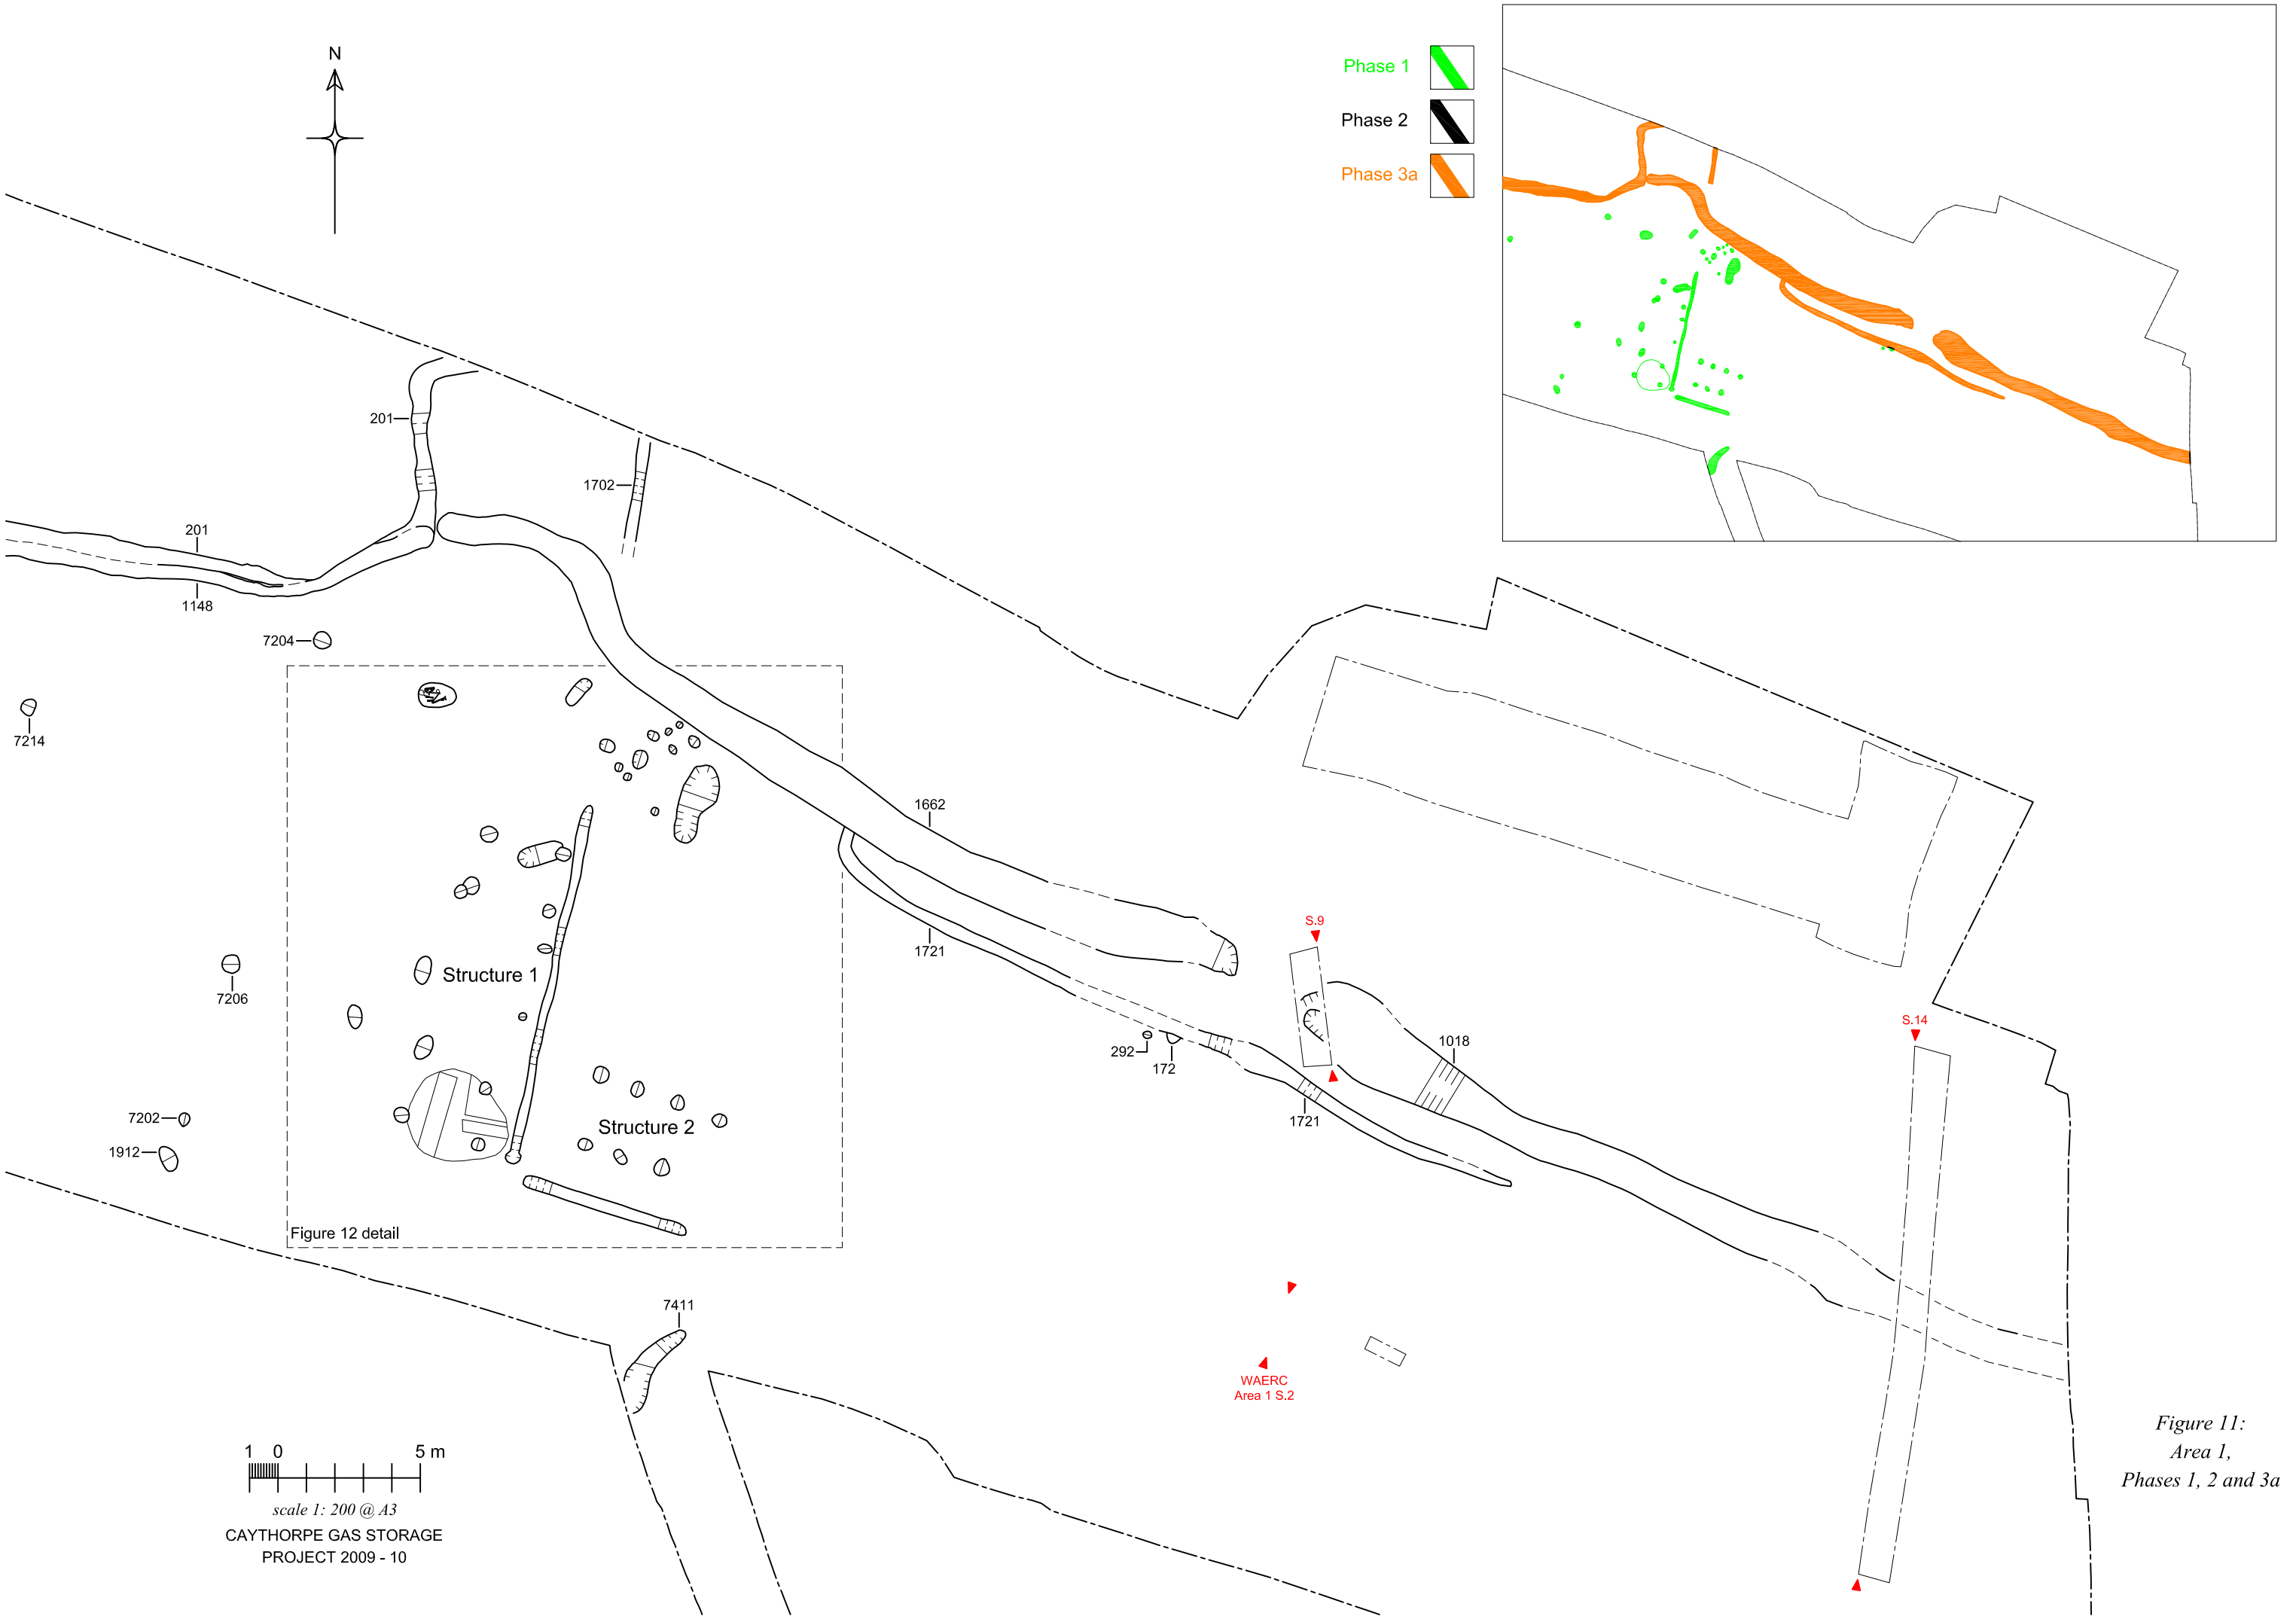 N
Phase 1
Phase 2
Phase 3a
201
1702
201
1148
7204
7214
1662
1721
S.9
S.14
Structure 1
7206
292
172
1018
1721
7202
1912
Structure 2
Figure 12 detail
7411
WAERC
Area 1 S.2
1 0 5 m
scale 1: 200 @ A3
CAYTHORPE GAS STORAGE
PROJECT 2009 - 10
Figure 11:
Area 1,
Phases 1, 2 and 3a